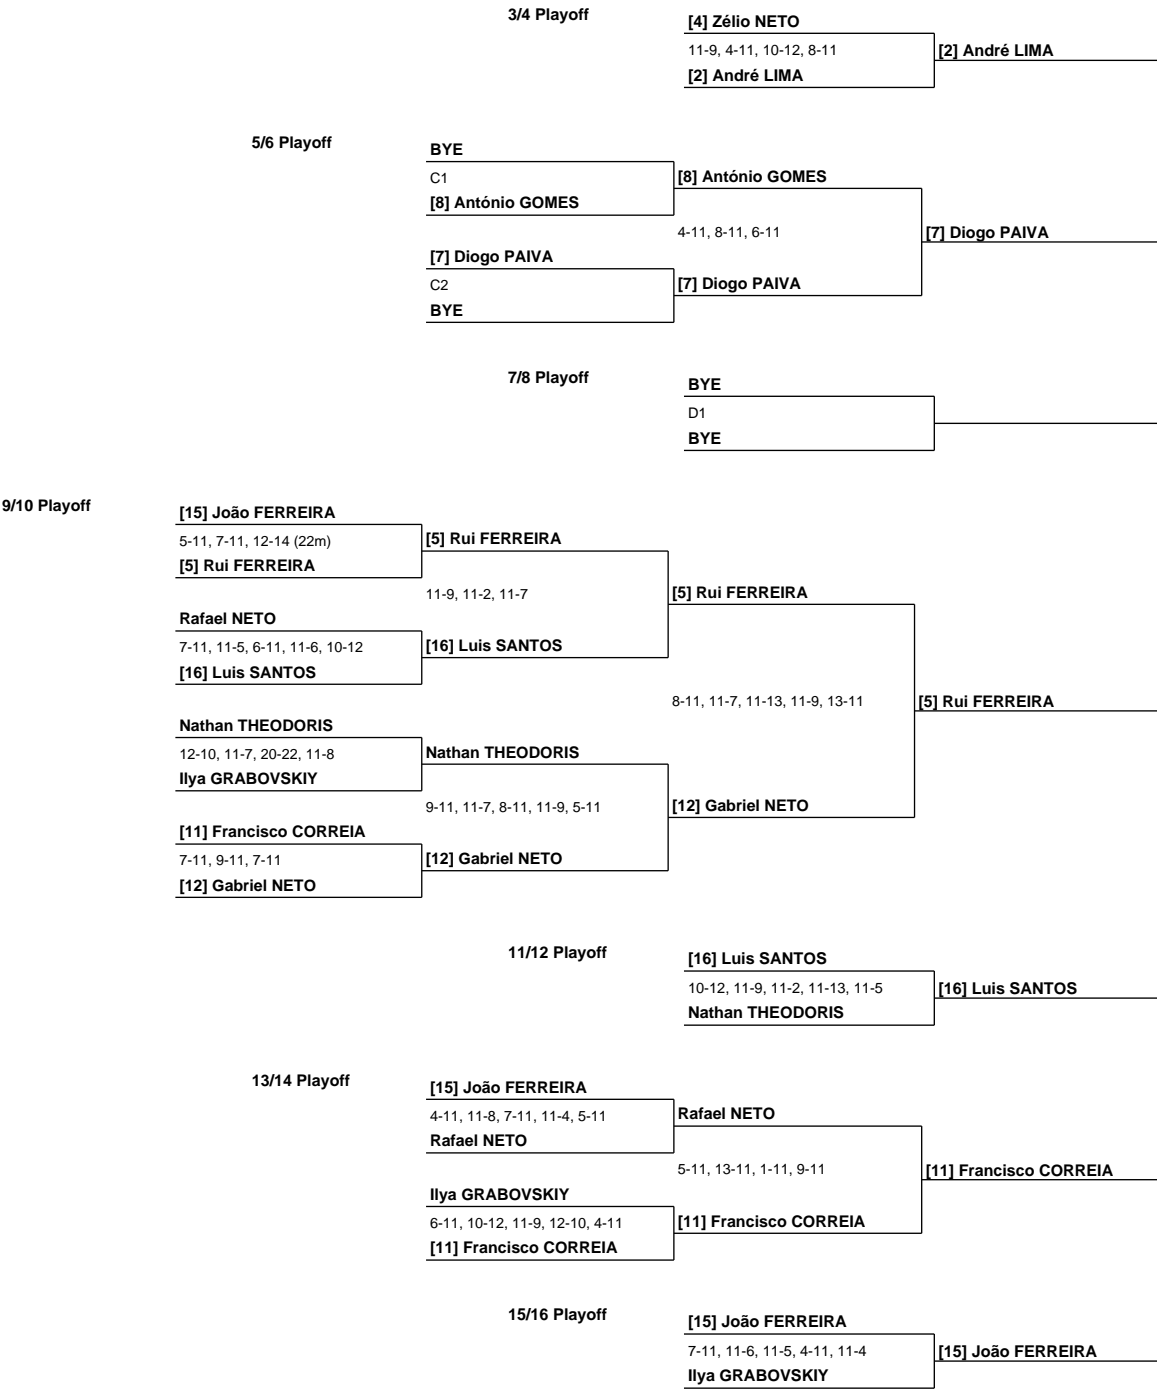 3/4 Playoff
[4] Zélio NETO
11-9, 4-11, 10-12, 8-11
[2] André LIMA
[2] André LIMA
5/6 Playoff
BYE
C1
[8] António GOMES
[8] António GOMES
4-11, 8-11, 6-11
[7] Diogo PAIVA
[7] Diogo PAIVA
C2
[7] Diogo PAIVA
BYE
7/8 Playoff
BYE
D1
BYE
9/10 Playoff
[15] João FERREIRA
5-11, 7-11, 12-14 (22m)
[5] Rui FERREIRA
[5] Rui FERREIRA
11-9, 11-2, 11-7
[5] Rui FERREIRA
Rafael NETO
7-11, 11-5, 6-11, 11-6, 10-12
[16] Luis SANTOS
[16] Luis SANTOS
8-11, 11-7, 11-13, 11-9, 13-11
[5] Rui FERREIRA
Nathan THEODORIS
12-10, 11-7, 20-22, 11-8
Nathan THEODORIS
Ilya GRABOVSKIY
9-11, 11-7, 8-11, 11-9, 5-11
[12] Gabriel NETO
[11] Francisco CORREIA
7-11, 9-11, 7-11
[12] Gabriel NETO
[12] Gabriel NETO
11/12 Playoff
[16] Luis SANTOS
10-12, 11-9, 11-2, 11-13, 11-5
[16] Luis SANTOS
Nathan THEODORIS
13/14 Playoff
[15] João FERREIRA
4-11, 11-8, 7-11, 11-4, 5-11
Rafael NETO
Rafael NETO
5-11, 13-11, 1-11, 9-11
[11] Francisco CORREIA
Ilya GRABOVSKIY
6-11, 10-12, 11-9, 12-10, 4-11
[11] Francisco CORREIA
[11] Francisco CORREIA
15/16 Playoff
[15] João FERREIRA
7-11, 11-6, 11-5, 4-11, 11-4
[15] João FERREIRA
Ilya GRABOVSKIY